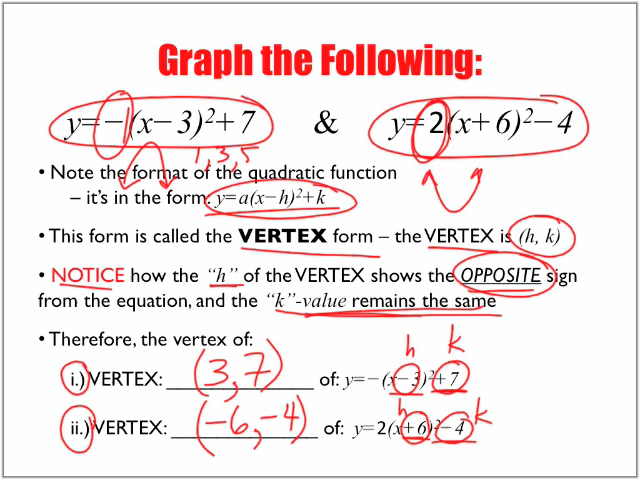 Graph the Following:
y=−(x−3)²+7 & y=2(x+6)²−4
1, 3, 5
• Note the format of the quadratic function
– it's in the form: y=a(x−h)²+k
• This form is called the VERTEX form – the VERTEX is (h, k)
• NOTICE how the “h” of the VERTEX shows the OPPOSITE sign
from the equation, and the “k”-value remains the same
• Therefore, the vertex of:
h k
i.) VERTEX: (3, 7) of: y=−(x−3)²+7
h k
ii.) VERTEX: (−6, −4) of: y=2(x+6)²−4